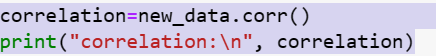 correlation=new_data.corr()
print("correlation:\n", correlation)